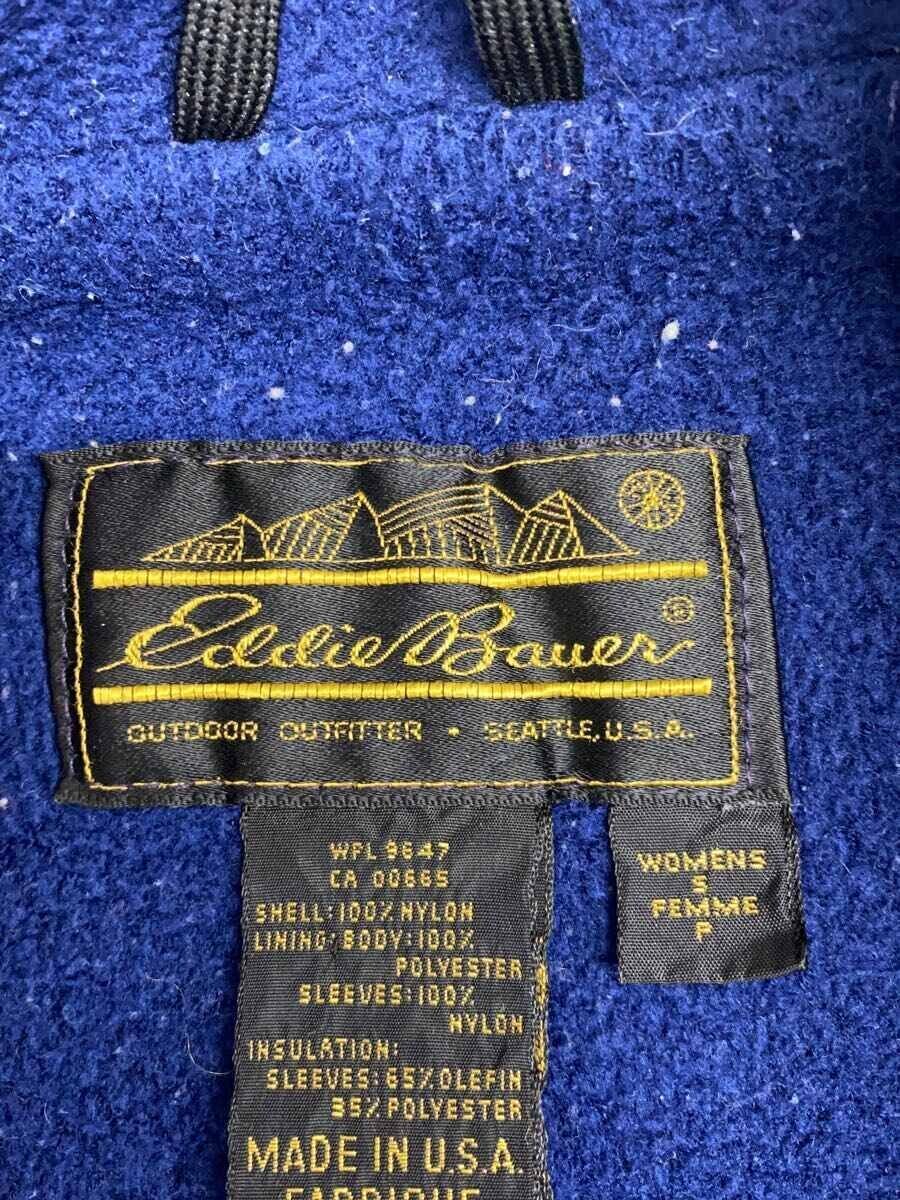 Eddie Bauer ®
OUTDOOR OUTFITTER • SEATTLE, U.S.A.
WPL 9647
CA 00665
SHELL: 100% NYLON
LINING: BODY: 100%
POLYESTER
SLEEVES: 100%
NYLON
INSULATION:
SLEEVES: 65% OLEFIN
35% POLYESTER
MADE IN U.S.A.
FABRIQUE
WOMENS
S
FEMME
P